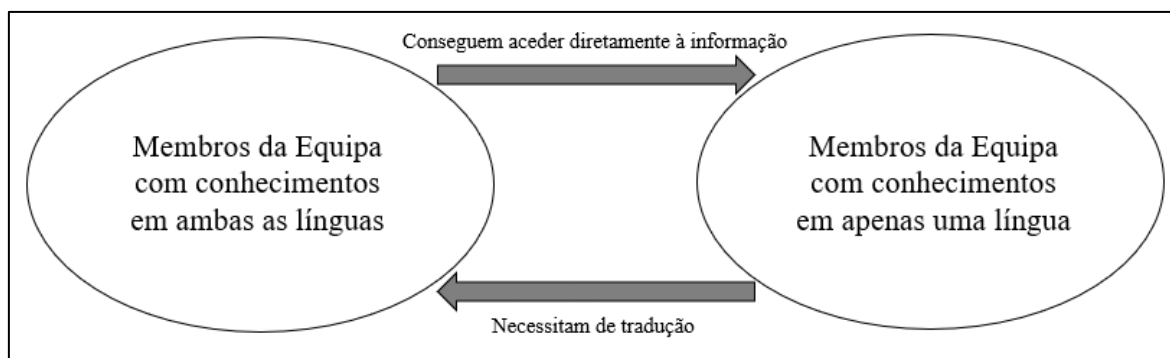 Conseguem aceder diretamente à informação
Membros da Equipa
com conhecimentos
em ambas as línguas
Membros da Equipa
com conhecimentos
em apenas uma língua
Necessitam de tradução